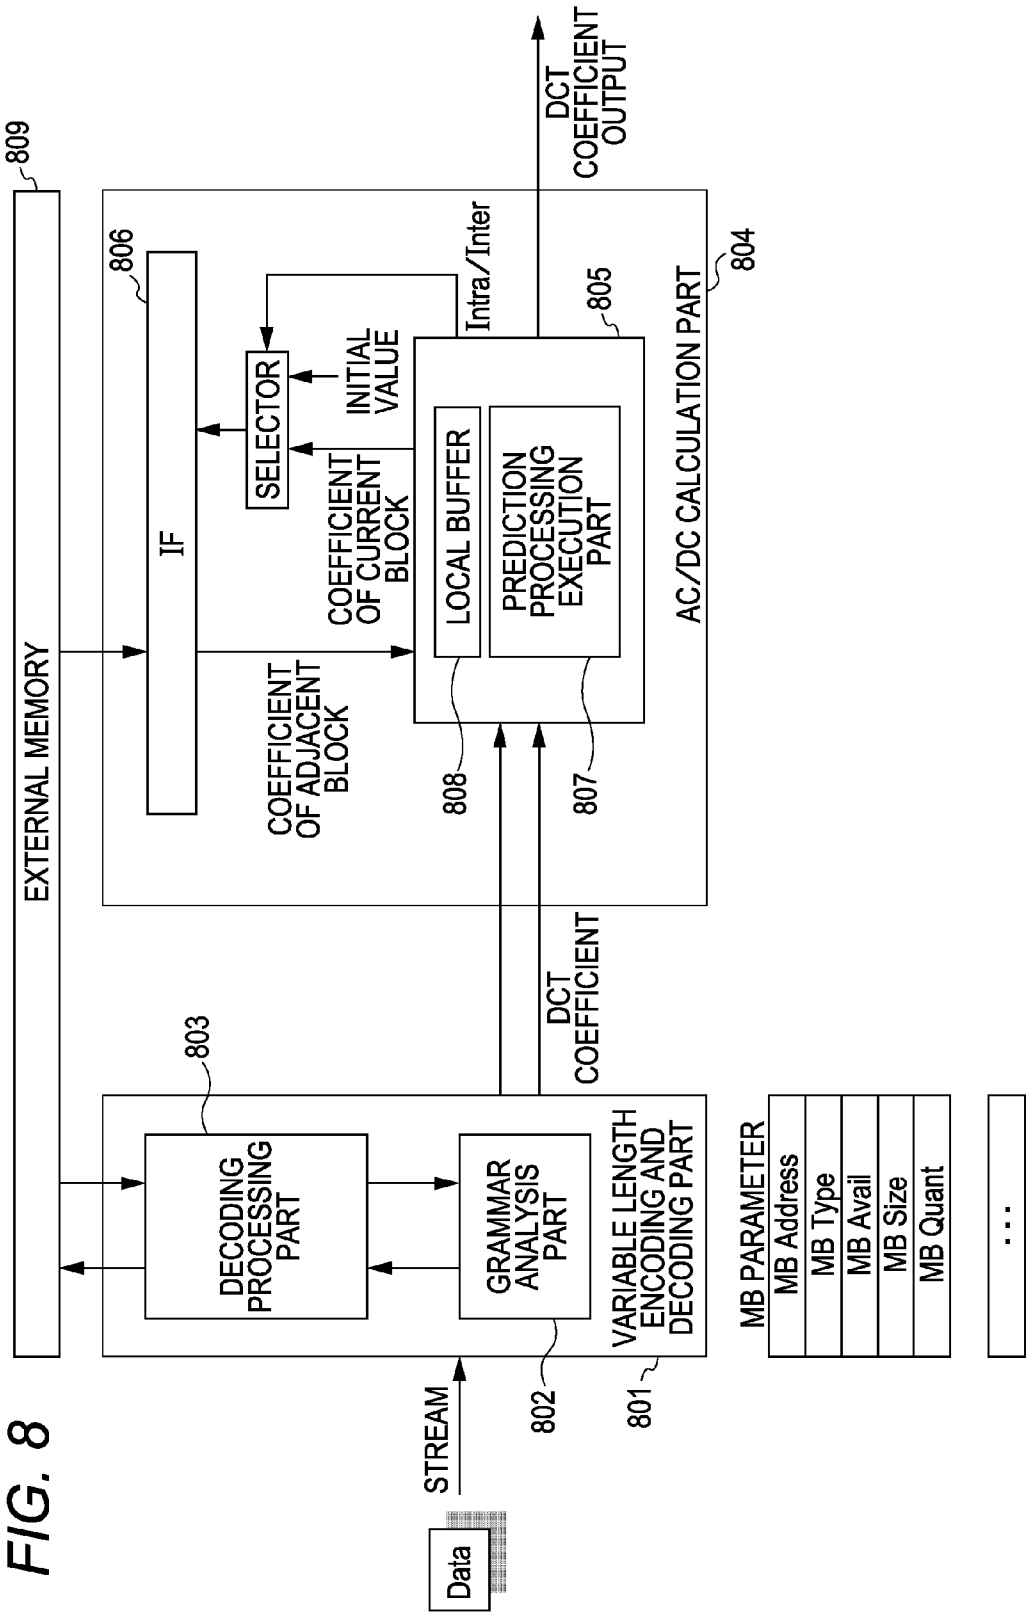 FIG. 8
EXTERNAL MEMORY
809
806
IF
SELECTOR
INITIAL
VALUE
Intra/Inter
COEFFICIENT
OF CURRENT
BLOCK
COEFFICIENT
OF ADJACENT
BLOCK
LOCAL BUFFER
808
PREDICTION
PROCESSING
EXECUTION
PART
807
805
AC/DC CALCULATION PART
804
DCT
COEFFICIENT
OUTPUT
803
DECODING
PROCESSING
PART
GRAMMAR
ANALYSIS
PART
802
VARIABLE LENGTH
ENCODING AND
DECODING PART
801
DCT
COEFFICIENT
STREAM
Data
MB PARAMETER
MB Address
MB Type
MB Avail
MB Size
MB Quant
...